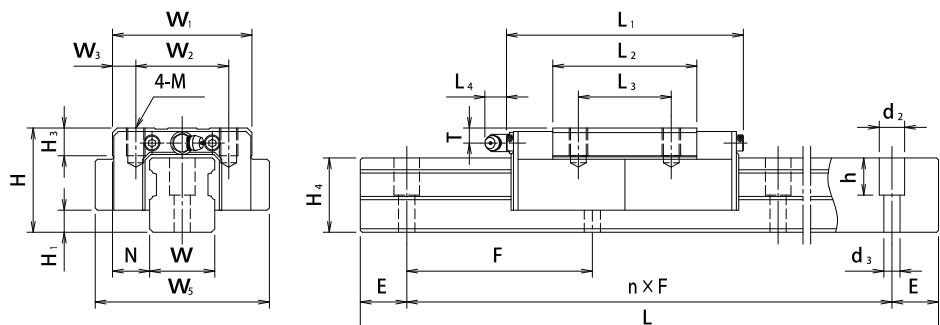 W₁
W₃
W₂
4-M
H₃
H
H₁
N
W
W₅
L₁
L₂
L₄
L₃
T
d₂
H₄
h
F
d₃
E
n×F
E
L